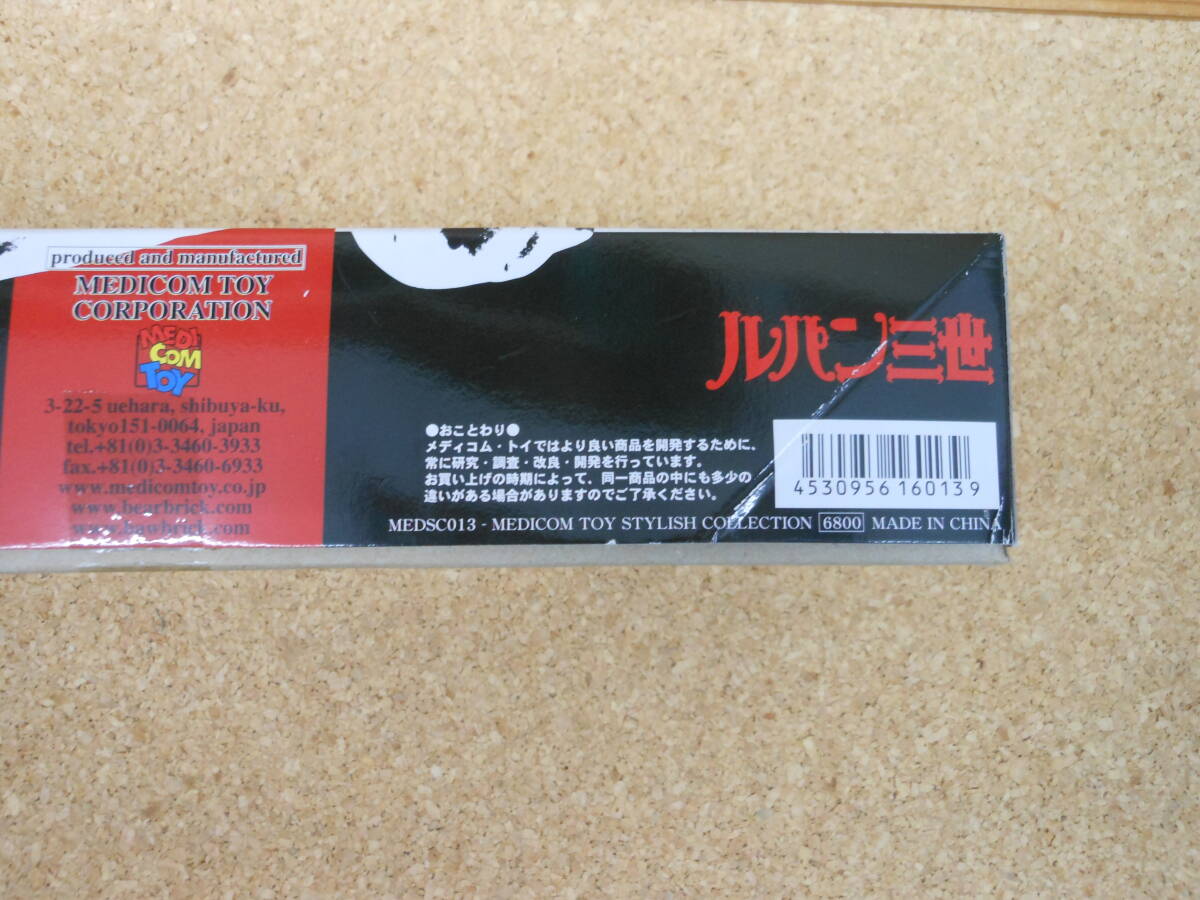 produced and manufactured
MEDICOM TOY
CORPORATION
MEDI
COM
TOY
3-22-5 uehara, shibuya-ku,
tokyo151-0064, japan
tel.+81(0)3-3460-3933
fax.+81(0)3-3460-6933
www.medicomtoy.co.jp
www.bearbrick.com
www.bawbrick.com
ルパン三世
●おことわり●
メディコム・トイではより良い商品を開発するために、
常に研究・調査・改良・開発を行っています。
お買い上げの時期によって、同一商品の中にも多少の
違いがある場合がありますのでご了承ください。
4530956160139
MEDSC013 - MEDICOM TOY STYLISH COLLECTION 6800 MADE IN CHINA